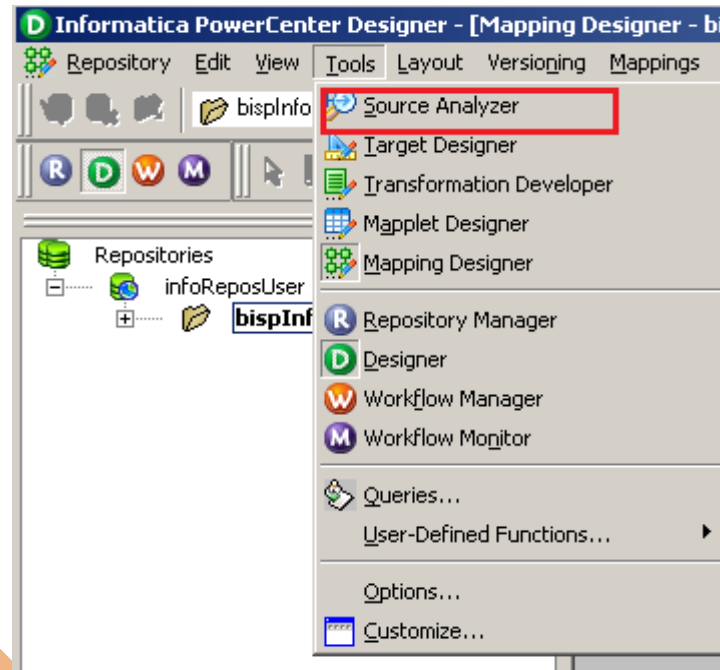 D Informatica PowerCenter Designer - [Mapping Designer - bi
Repository Edit View Tools Layout Versioning Mappings
bispInfo
Source Analyzer
Target Designer
Transformation Developer
Mapplet Designer
Mapping Designer
R D W M
Repositories
infoReposUser
bispInf
R Repository Manager
D Designer
W Workflow Manager
M Workflow Monitor
Queries...
User-Defined Functions...
Options...
Customize...